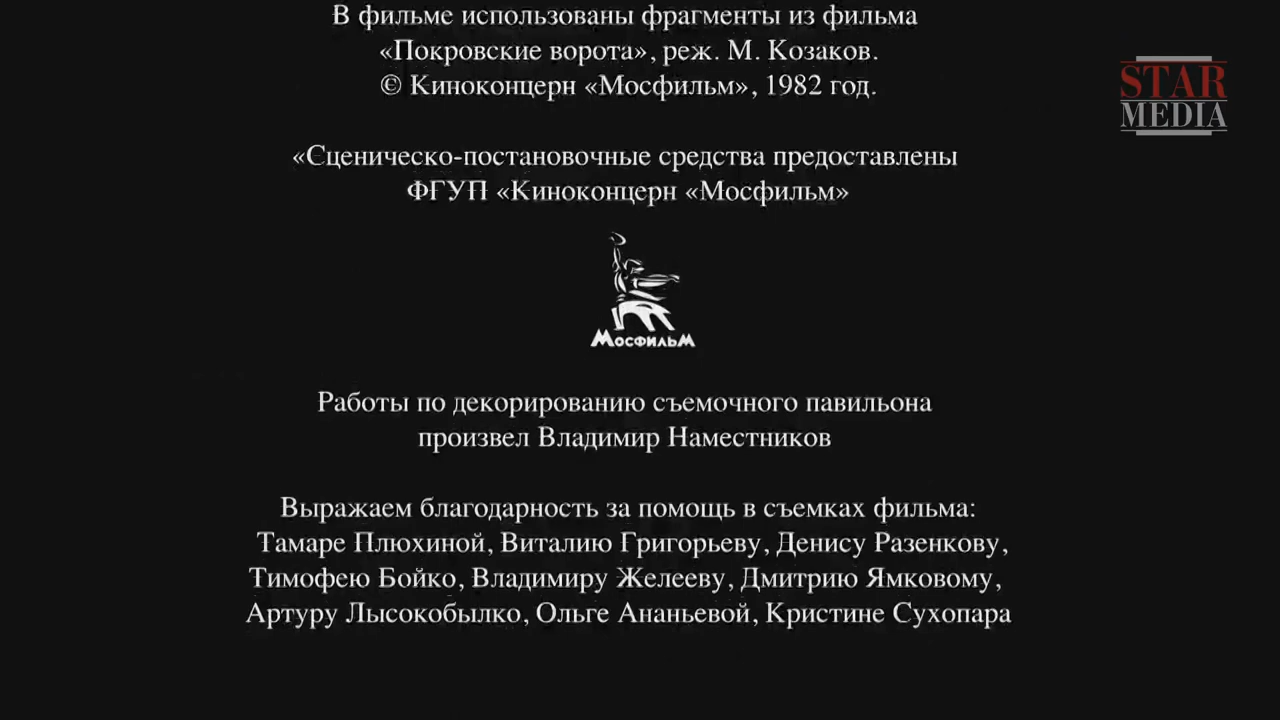 В фильме использованы фрагменты из фильма
«Покровские ворота», реж. М. Козаков.
© Киноконцерн «Мосфильм», 1982 год.
STAR
MEDIA
«Сценическо-постановочные средства предоставлены
ФГУП «Киноконцерн «Мосфильм»
МосфильМ
Работы по декорированию съемочного павильона
произвел Владимир Наместников
Выражаем благодарность за помощь в съемках фильма:
Тамаре Плюхиной, Виталию Григорьеву, Денису Разенкову,
Тимофею Бойко, Владимиру Желееву, Дмитрию Ямковому,
Артуру Лысокобылко, Ольге Ананьевой, Кристине Сухопара